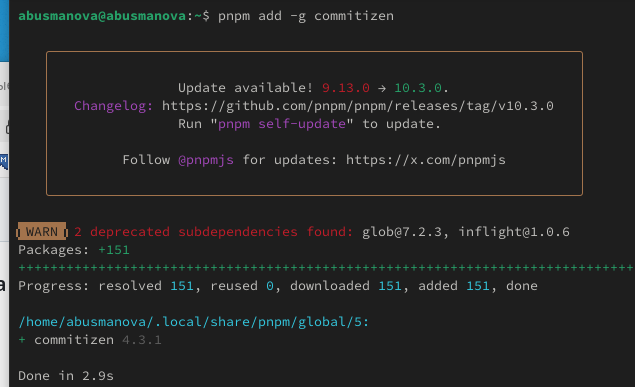 abusmanova@abusmanova:~$ pnpm add -g commitizen
Update available! 9.13.0 → 10.3.0.
Changelog: https://github.com/pnpm/pnpm/releases/tag/v10.3.0
Run "pnpm self-update" to update.
Follow @pnpmjs for updates: https://x.com/pnpmjs
WARN 2 deprecated subdependencies found: glob@7.2.3, inflight@1.0.6
Packages: +151
++++++++++++++++++++++++++++++++++++++++++++++++++++++++++++++++++++++++++++
Progress: resolved 151, reused 0, downloaded 151, added 151, done
/home/abusmanova/.local/share/pnpm/global/5:
+ commitizen 4.3.1
Done in 2.9s